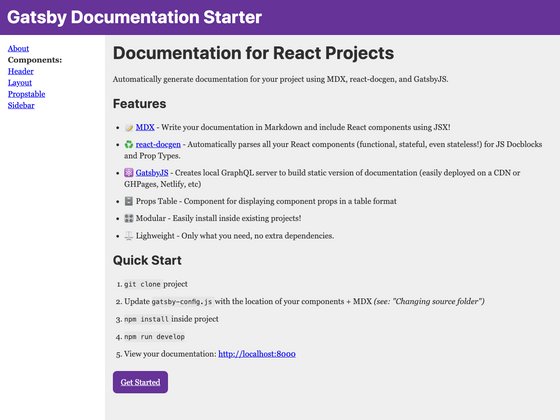 Gatsby Documentation Starter
About
Components:
Header
Layout
Propstable
Sidebar
Documentation for React Projects
Automatically generate documentation for your project using MDX, react-docgen, and GatsbyJS.
Features
MDX - Write your documentation in Markdown and include React components using JSX!
react-docgen - Automatically parses all your React components (functional, stateful, even stateless!) for JS Docblocks
and Prop Types.
GatsbyJS - Creates local GraphQL server to build static version of documentation (easily deployed on a CDN or
GHPages, Netlify, etc)
Props Table - Component for displaying component props in a table format
Modular - Easily install inside existing projects!
Lighweight - Only what you need, no extra dependencies.
Quick Start
1. git clone project
2. Update gatsby-config.js with the location of your components + MDX (see: "Changing source folder")
3. npm install inside project
4. npm run develop
5. View your documentation: http://localhost:8000
Get Started